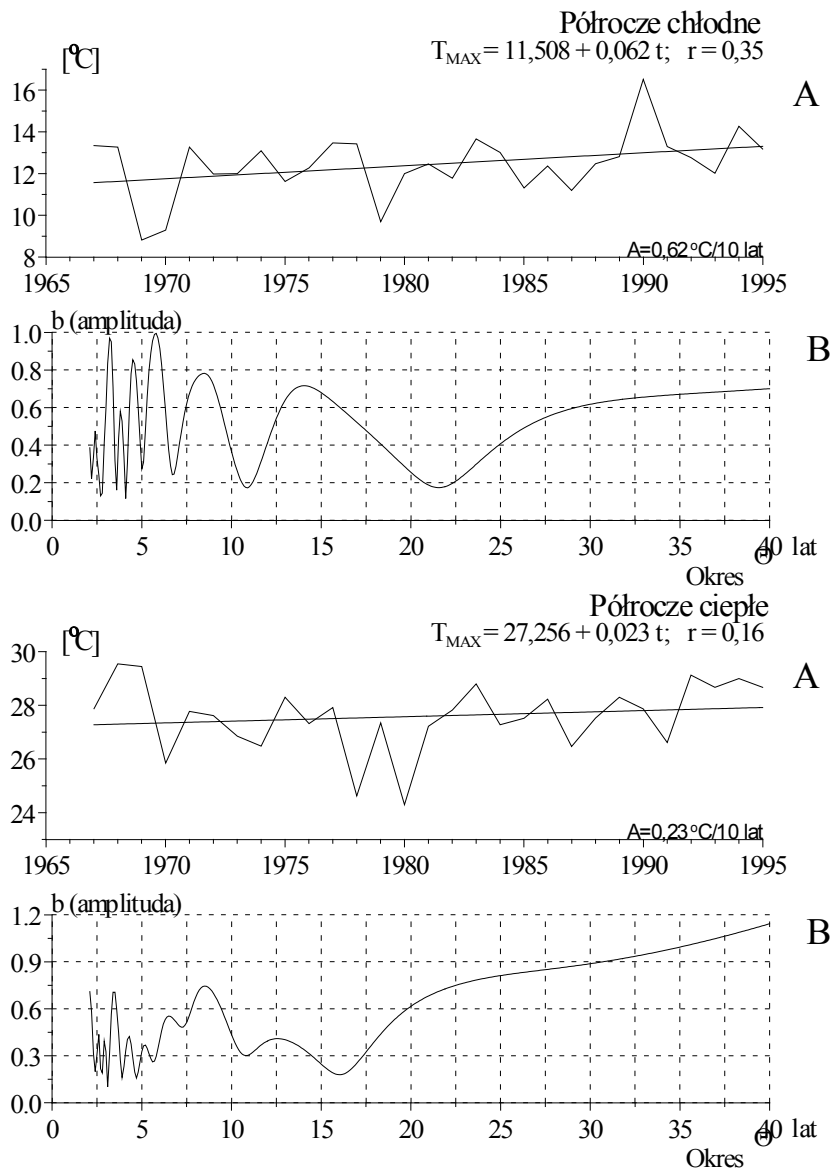 Półrocze chłodne
T_MAX = 11,508 + 0,062 t; r = 0,35
[°C]
A
16
14
12
10
8
A=0,62 °C/10 lat
1965 1970 1975 1980 1985 1990 1995
b (amplituda)
B
1.0
0.8
0.6
0.4
0.2
0.0
0 5 10 15 20 25 30 35 40 lat
Θ
Okres
Półrocze ciepłe
T_MAX = 27,256 + 0,023 t; r = 0,16
[°C]
A
30
28
26
24
A=0,23 °C/10 lat
1965 1970 1975 1980 1985 1990 1995
b (amplituda)
B
1.2
0.9
0.6
0.3
0.0
0 5 10 15 20 25 30 35 40 lat
Θ
Okres